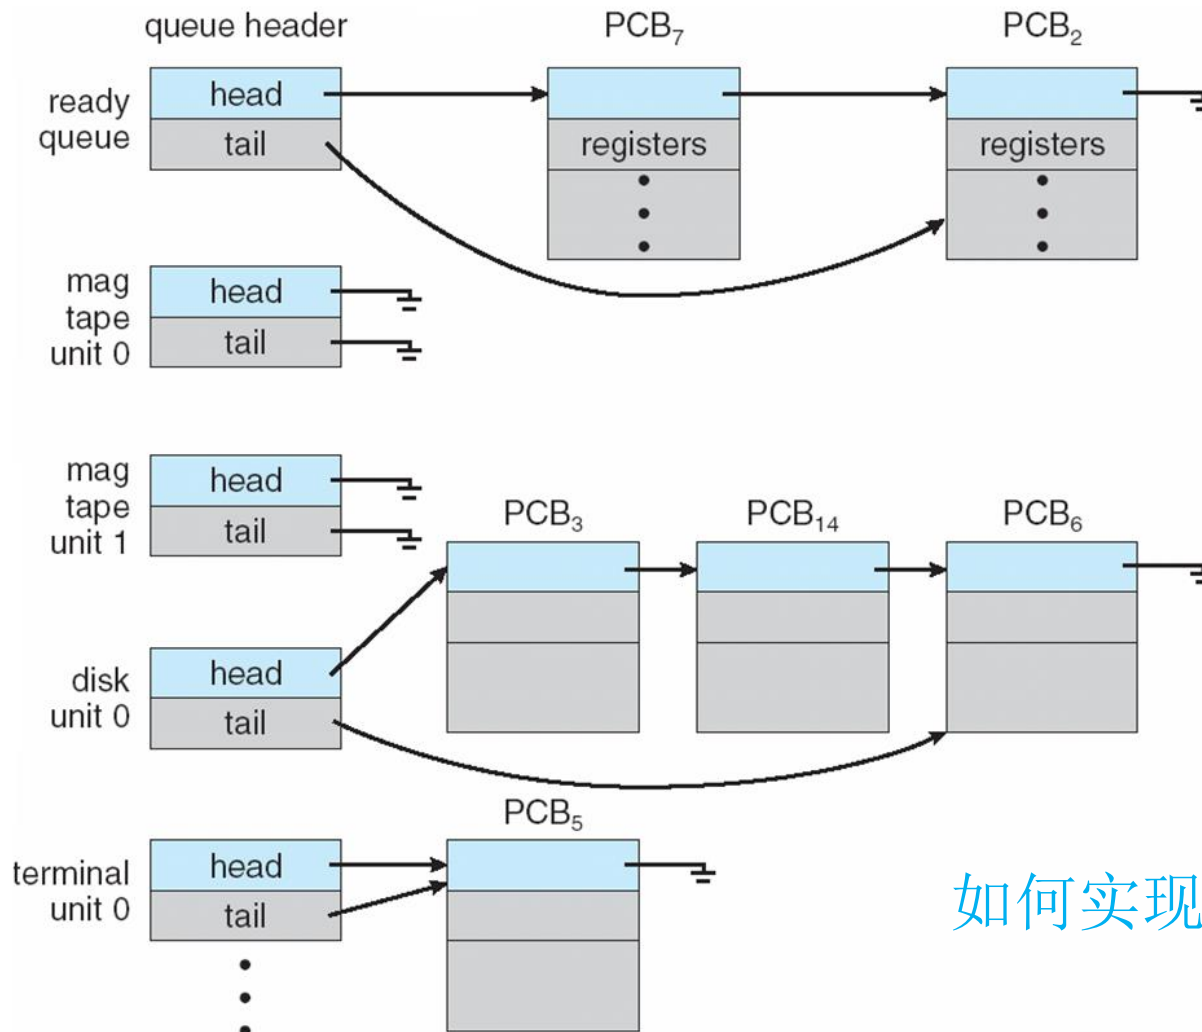 queue header
PCB₇
PCB₂
ready
queue
head
tail
registers
registers
mag
tape
unit 0
head
tail
mag
tape
unit 1
head
tail
PCB₃
PCB₁₄
PCB₆
disk
unit 0
head
tail
PCB₅
terminal
unit 0
head
tail
如何实现